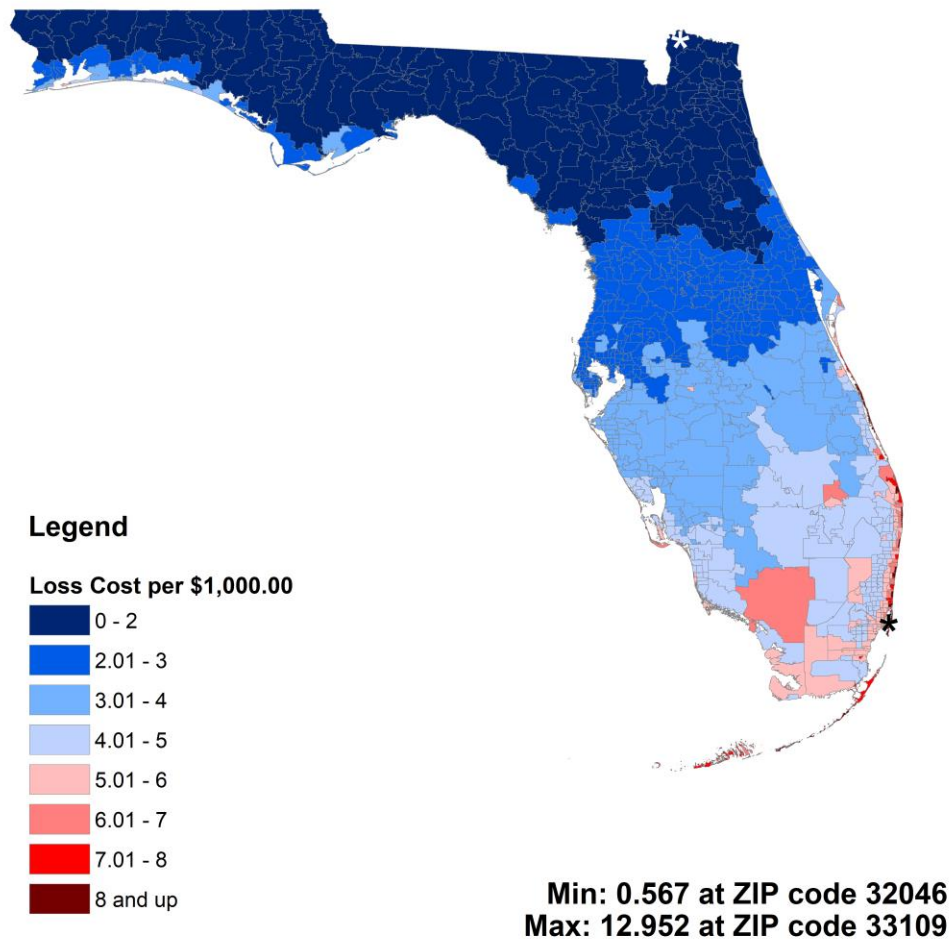 *
*
Legend
Loss Cost per $1,000.00
0 - 2
2.01 - 3
3.01 - 4
4.01 - 5
5.01 - 6
6.01 - 7
7.01 - 8
8 and up
Min: 0.567 at ZIP code 32046
Max: 12.952 at ZIP code 33109